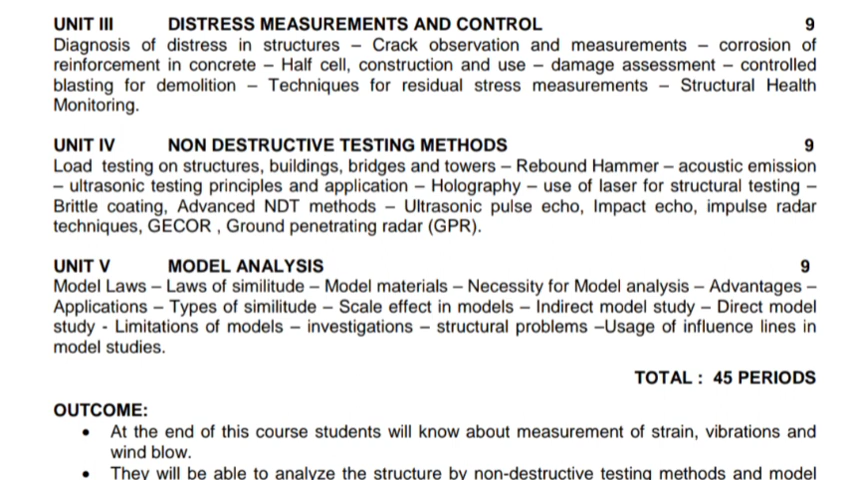 UNIT III DISTRESS MEASUREMENTS AND CONTROL 9
Diagnosis of distress in structures – Crack observation and measurements – corrosion of
reinforcement in concrete – Half cell, construction and use – damage assessment – controlled
blasting for demolition – Techniques for residual stress measurements – Structural Health
Monitoring.
UNIT IV NON DESTRUCTIVE TESTING METHODS 9
Load testing on structures, buildings, bridges and towers – Rebound Hammer – acoustic emission
– ultrasonic testing principles and application – Holography – use of laser for structural testing –
Brittle coating, Advanced NDT methods – Ultrasonic pulse echo, Impact echo, impulse radar
techniques, GECOR , Ground penetrating radar (GPR).
UNIT V MODEL ANALYSIS 9
Model Laws – Laws of similitude – Model materials – Necessity for Model analysis – Advantages –
Applications – Types of similitude – Scale effect in models – Indirect model study – Direct model
study - Limitations of models – investigations – structural problems –Usage of influence lines in
model studies.
TOTAL : 45 PERIODS
OUTCOME:
• At the end of this course students will know about measurement of strain, vibrations and
wind blow.
• They will be able to analyze the structure by non-destructive testing methods and model